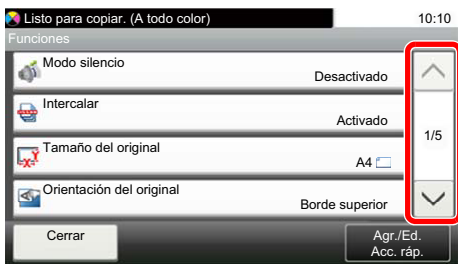 Listo para copiar. (A todo color)
10:10
Funciones
Modo silencio
Desactivado
Intercalar
Activado
1/5
Tamaño del original
A4
Orientación del original
Borde superior
Cerrar
Agr./Ed.
Acc. ráp.